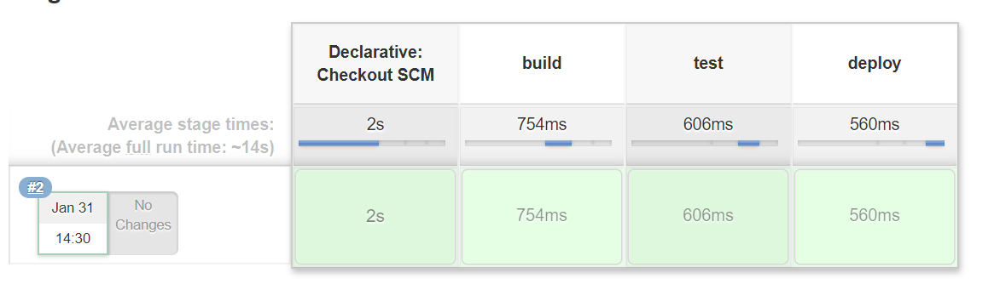 Declarative:
Checkout SCM
build
test
deploy
Average stage times:
(Average full run time: ~14s)
2s
754ms
606ms
560ms
#2
Jan 31
14:30
No
Changes
2s
754ms
606ms
560ms